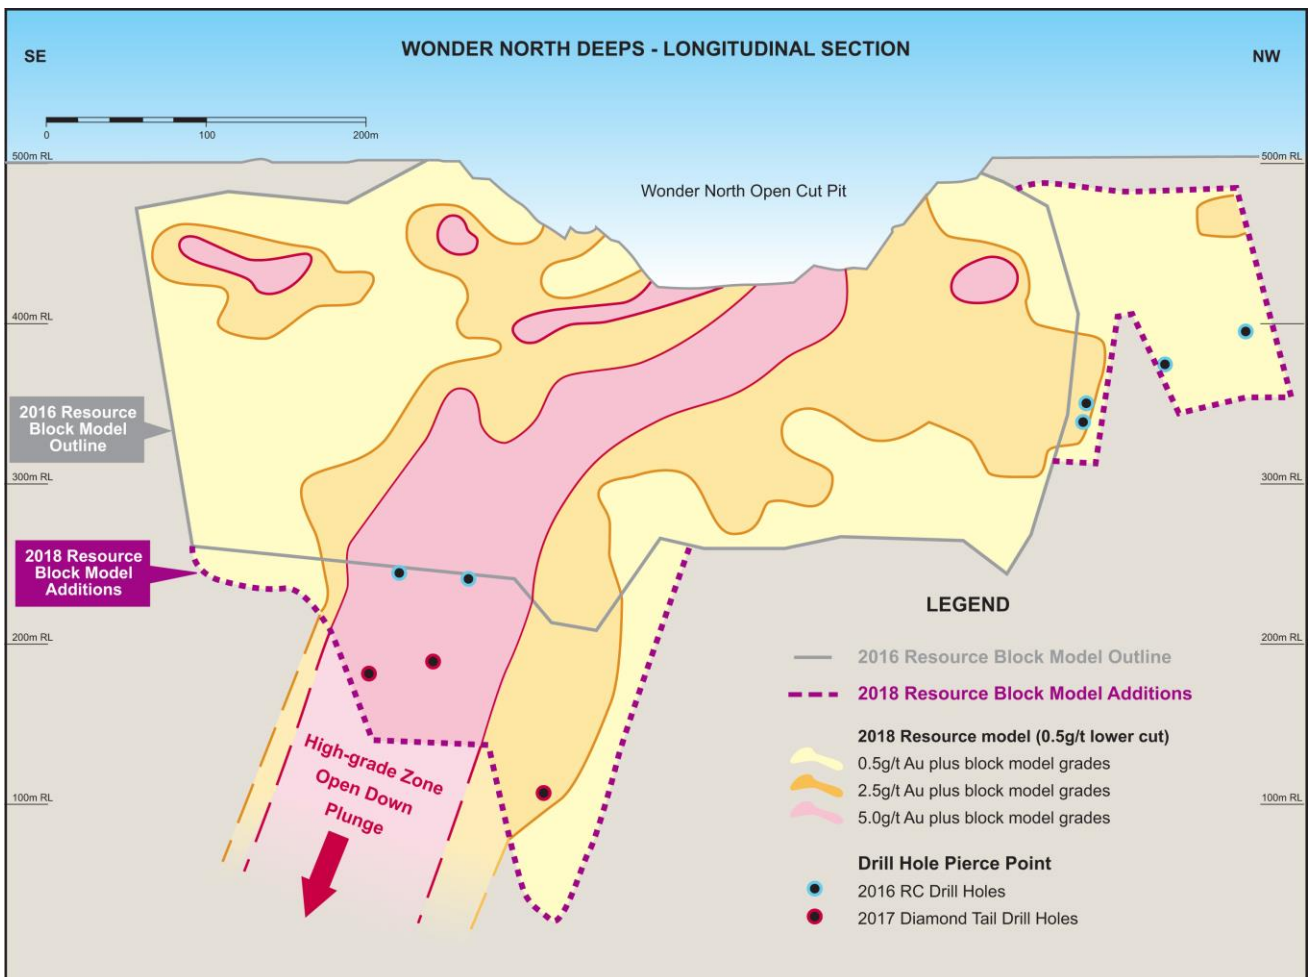 WONDER NORTH DEEPS - LONGITUDINAL SECTION
SE
NW
0
100
200m
500m RL
500m RL
Wonder North Open Cut Pit
400m RL
400m RL
2016 Resource
Block Model
Outline
300m RL
300m RL
2018 Resource
Block Model
Additions
200m RL
200m RL
100m RL
100m RL
High-grade Zone
Open Down
Plunge
LEGEND
2016 Resource Block Model Outline
2018 Resource Block Model Additions
2018 Resource model (0.5g/t lower cut)
0.5g/t Au plus block model grades
2.5g/t Au plus block model grades
5.0g/t Au plus block model grades
Drill Hole Pierce Point
2016 RC Drill Holes
2017 Diamond Tail Drill Holes